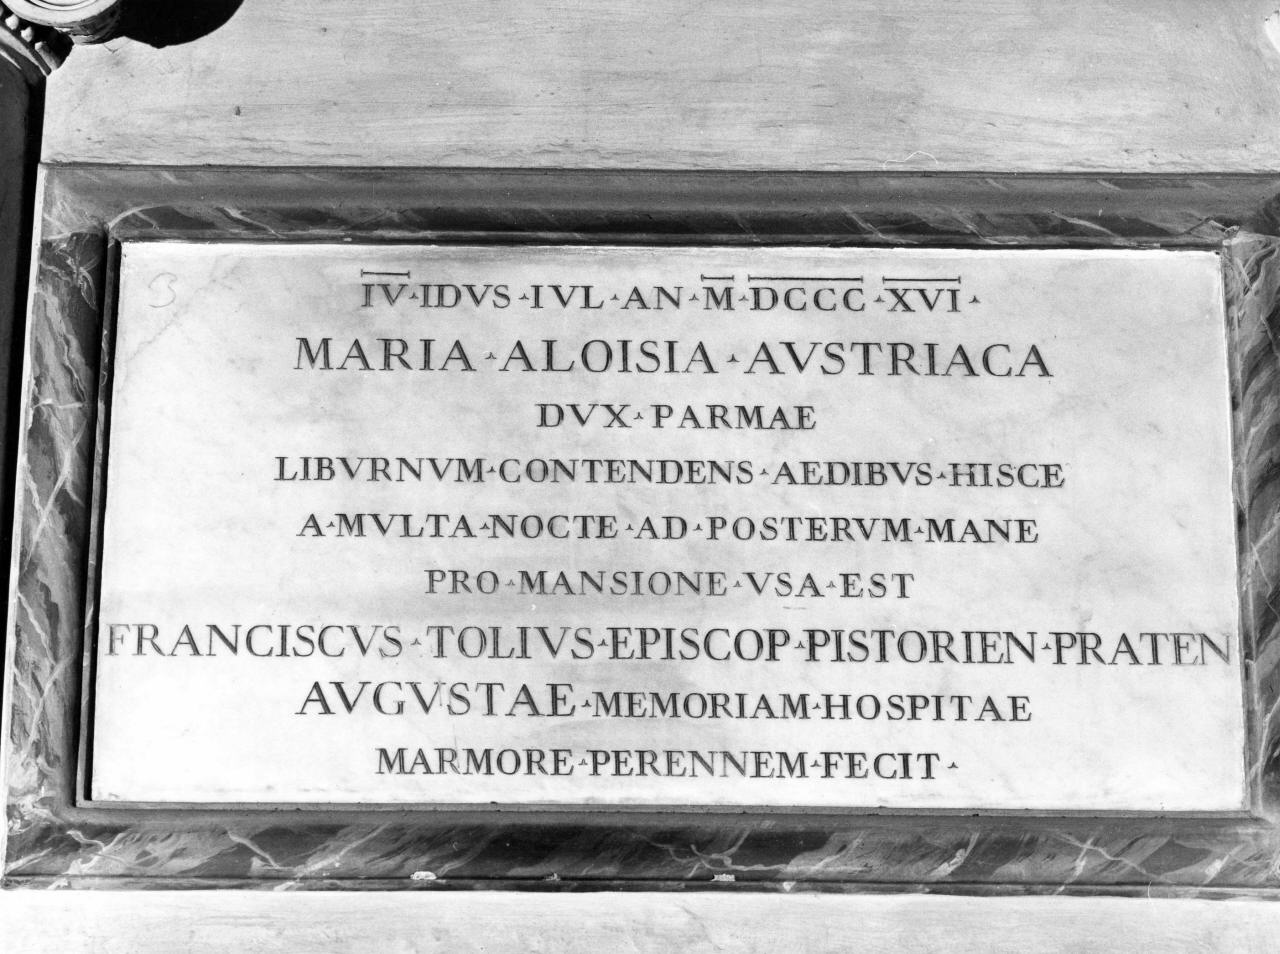 IV·IDVS·IVL·AN·M·DCCC·XVI·
MARIA·ALOISIA·AVSTRIACA
DVX·PARMAE
LIBVRNVM·CONTENDENS·AEDIBVS·HISCE
A·MVLTA·NOCTE·AD·POSTERVM·MANE
PRO·MANSIONE·VSA·EST
FRANCISCVS·TOLIVS·EPISCOP·PISTORIEN·PRATEN
AVGVSTAE·MEMORIAM·HOSPITAE
MARMORE·PERENNEM·FECIT·